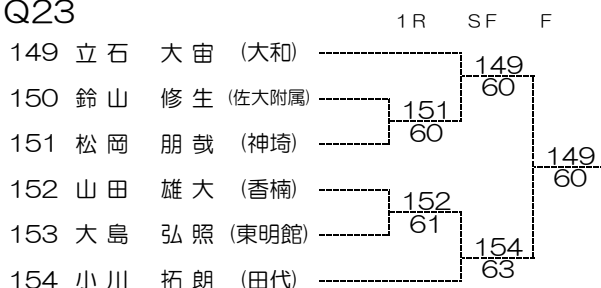 Q23
1R SF F
149 立石 大宙 (大和)
149
60
150 鈴山 修生 (佐大附属)
151
60
151 松岡 朋哉 (神埼)
149
60
152 山田 雄大 (香楠)
152
61
153 大島 弘照 (東明館)
154
63
154 小川 拓朗 (田代)